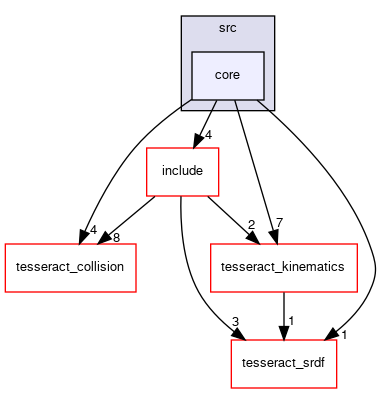 src
core
4
include
4
8
2
7
tesseract_collision
tesseract_kinematics
3
1
1
tesseract_srdf